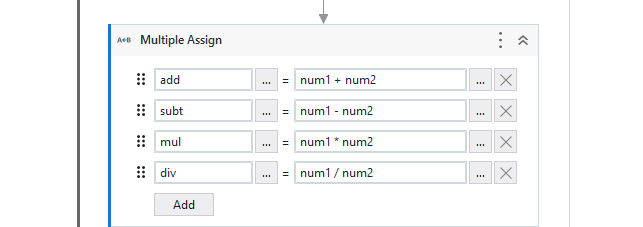 A←B Multiple Assign
add ... = num1 + num2 ...
subt ... = num1 - num2 ...
mul ... = num1 * num2 ...
div ... = num1 / num2 ...
Add